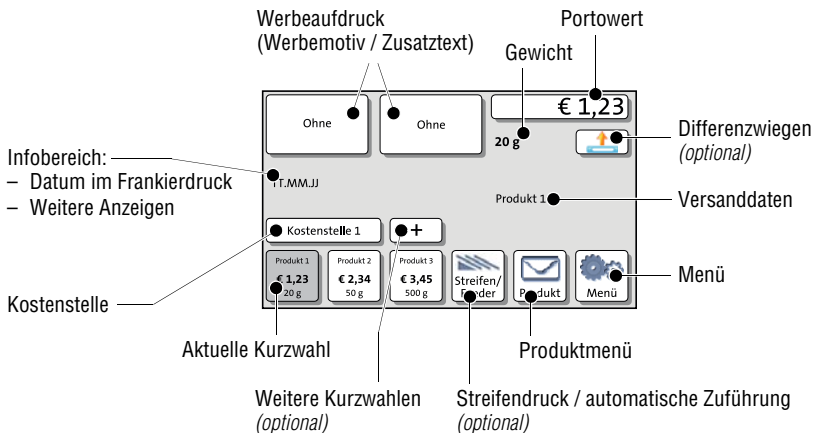 Werbeaufdruck
(Werbemotiv / Zusatztext)
Portowert
Gewicht
Ohne
Ohne
€ 1,23
20 g
Differenzwiegen
(optional)
Infobereich:
– Datum im Frankierdruck
– Weitere Anzeigen
TT.MM.JJ
Produkt 1
Versanddaten
Kostenstelle 1
+
Produkt 1
€ 1,23
20 g
Produkt 2
€ 2,34
50 g
Produkt 3
€ 3,45
500 g
Streifen/
Feeder
Produkt
Menü
Menü
Kostenstelle
Aktuelle Kurzwahl
Produktmenü
Weitere Kurzwahlen
(optional)
Streifendruck / automatische Zuführung
(optional)